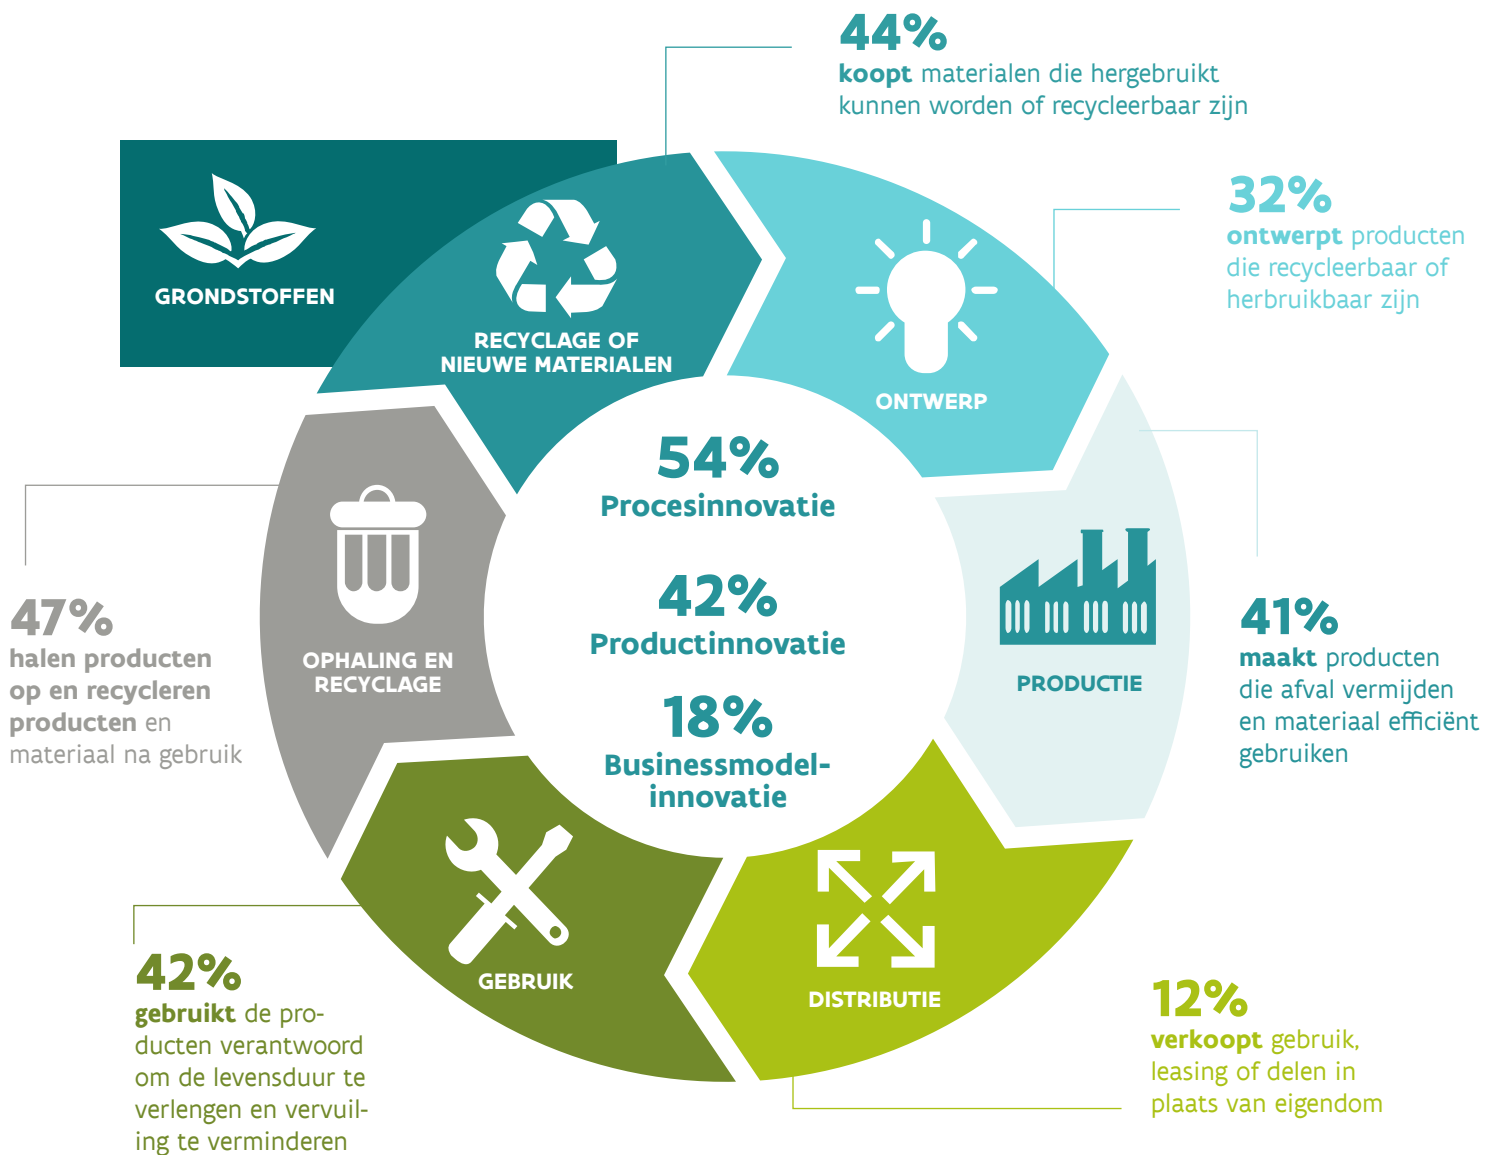 44%
koopt materialen die hergebruikt
kunnen worden of recycleerbaar zijn
32%
ontwerpt producten
die recycleerbaar of
herbruikbaar zijn
GRONDSTOFFEN
RECYCLAGE OF
NIEUWE MATERIALEN
ONTWERP
54%
Procesinnovatie
42%
Productinnovatie
18%
Businessmodel-
innovatie
PRODUCTIE
41%
maakt producten
die afval vermijden
en materiaal efficiënt
gebruiken
OPHALING EN
RECYCLAGE
47%
halen producten
op en recycleren
producten en
materiaal na gebruik
GEBRUIK
42%
gebruikt de pro-
ducten verantwoord
om de levensduur te
verlengen en vervuil-
ing te verminderen
DISTRIBUTIE
12%
verkoopt gebruik,
leasing of delen in
plaats van eigendom